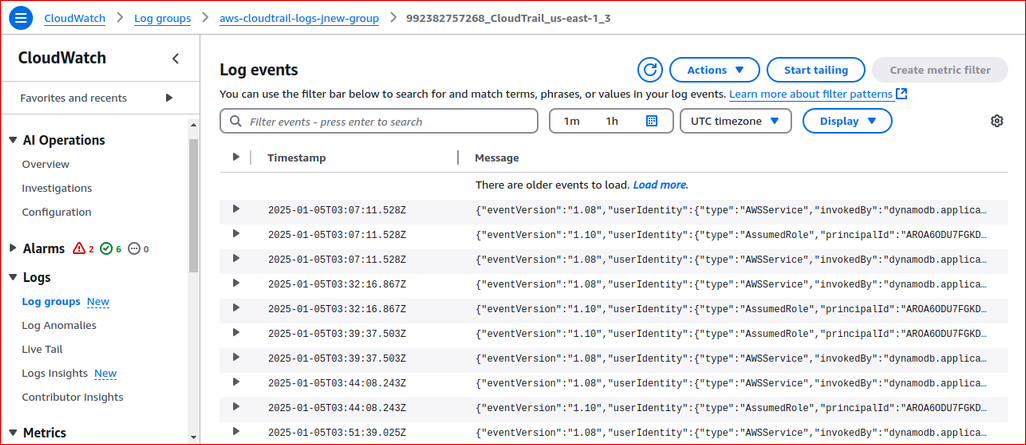 CloudWatch > Log groups > aws-cloudtrail-logs-jnew-group > 992382757268_CloudTrail_us-east-1_3
CloudWatch
Favorites and recents
AI Operations
Overview
Investigations
Configuration
Alarms 2 6 0
Logs
Log groups New
Log Anomalies
Live Tail
Logs Insights New
Contributor Insights
Metrics
Log events
Actions
Start tailing
Create metric filter
You can use the filter bar below to search for and match terms, phrases, or values in your log events. Learn more about filter patterns
Filter events - press enter to search
1m 1h
UTC timezone
Display
Timestamp Message
There are older events to load. Load more.
2025-01-05T03:07:11.528Z {"eventVersion":"1.08","userIdentity":{"type":"AWSService","invokedBy":"dynamodb.applica…
2025-01-05T03:07:11.528Z {"eventVersion":"1.10","userIdentity":{"type":"AssumedRole","principalId":"AROA6ODU7FGKD…
2025-01-05T03:07:11.528Z {"eventVersion":"1.08","userIdentity":{"type":"AWSService","invokedBy":"dynamodb.applica…
2025-01-05T03:32:16.867Z {"eventVersion":"1.08","userIdentity":{"type":"AWSService","invokedBy":"dynamodb.applica…
2025-01-05T03:32:16.867Z {"eventVersion":"1.10","userIdentity":{"type":"AssumedRole","principalId":"AROA6ODU7FGKD…
2025-01-05T03:39:37.503Z {"eventVersion":"1.10","userIdentity":{"type":"AssumedRole","principalId":"AROA6ODU7FGKD…
2025-01-05T03:39:37.503Z {"eventVersion":"1.08","userIdentity":{"type":"AWSService","invokedBy":"dynamodb.applica…
2025-01-05T03:44:08.243Z {"eventVersion":"1.08","userIdentity":{"type":"AWSService","invokedBy":"dynamodb.applica…
2025-01-05T03:44:08.243Z {"eventVersion":"1.10","userIdentity":{"type":"AssumedRole","principalId":"AROA6ODU7FGKD…
2025-01-05T03:51:39.025Z {"eventVersion":"1.08","userIdentity":{"type":"AWSService","invokedBy":"dynamodb.applica…